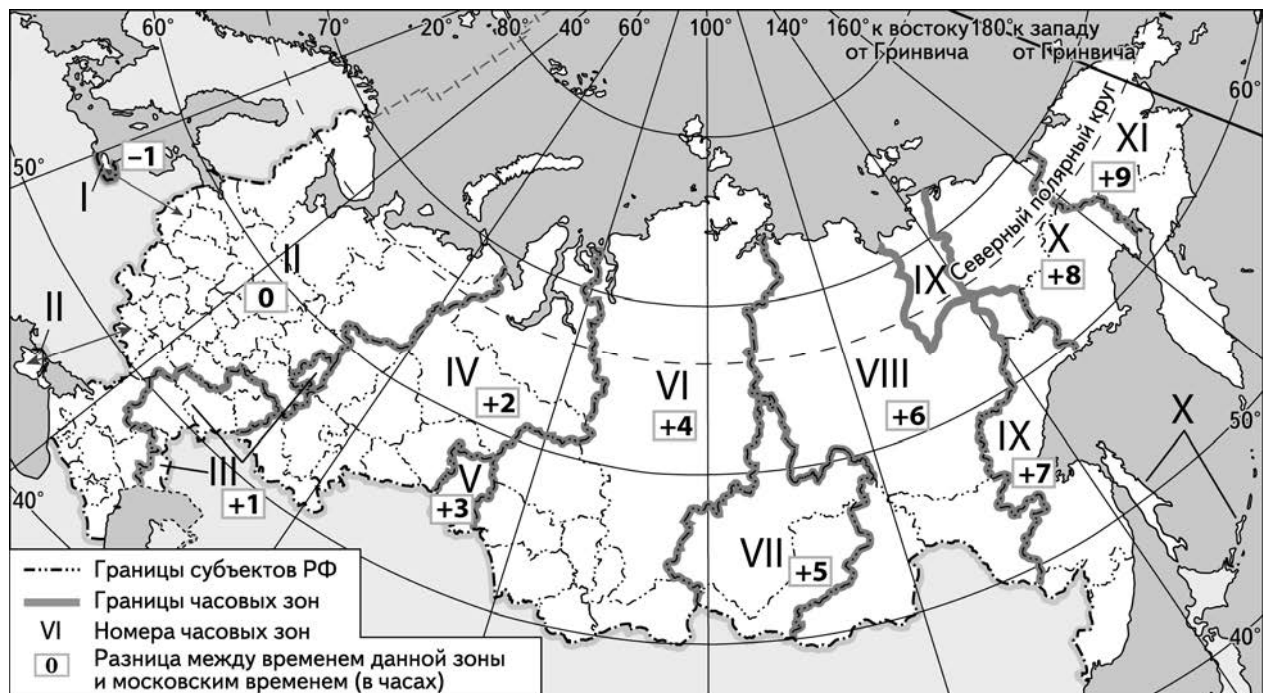 60°
70°
20°
40°
60°
80°
100°
120°
140°
160° к востоку
от Гринвича
180° к западу
от Гринвича
60°
50°
–1
I
Северный полярный круг
XI
+9
II
0
X
+8
II
IX
IV
+2
VI
+4
VIII
+6
IX
+7
X
50°
40°
III
+1
V
+3
VII
+5
40°
Границы субъектов РФ
Границы часовых зон
VI Номера часовых зон
0 Разница между временем данной зоны
и московским временем (в часах)